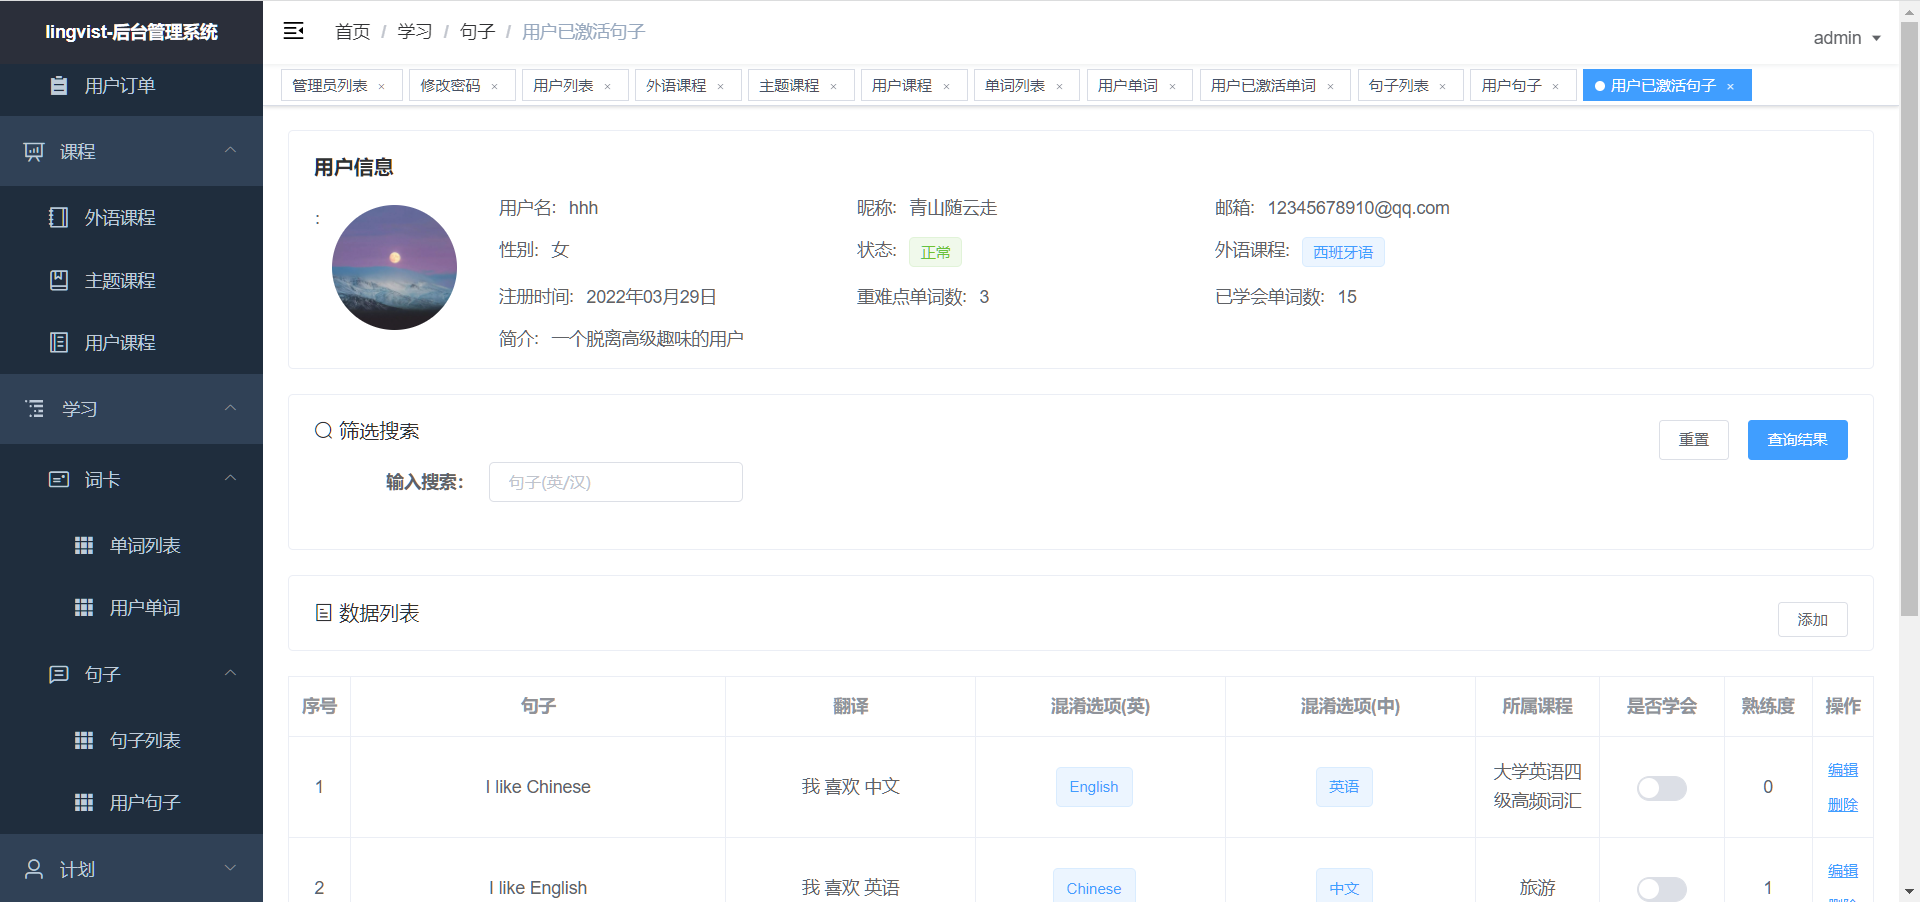 lingvist-后台管理系统
用户订单
课程
外语课程
主题课程
用户课程
学习
词卡
单词列表
用户单词
句子
句子列表
用户句子
计划
首页 / 学习 / 句子 / 用户已激活句子
admin
管理员列表 × 修改密码 × 用户列表 × 外语课程 × 主题课程 × 用户课程 × 单词列表 × 用户单词 × 用户已激活单词 × 句子列表 × 用户句子 × 用户已激活句子 ×
用户信息
:
用户名: hhh 昵称: 青山随云走 邮箱: 12345678910@qq.com
性别: 女 状态: 正常 外语课程: 西班牙语
注册时间: 2022年03月29日 重难点单词数: 3 已学会单词数: 15
简介: 一个脱离高级趣味的用户
筛选搜索
重置 查询结果
输入搜索: 句子(英/汉)
数据列表
添加
序号 句子 翻译 混淆选项(英) 混淆选项(中) 所属课程 是否学会 熟练度 操作
1 I like Chinese 我 喜欢 中文 English 英语 大学英语四级高频词汇 0 编辑 删除
2 I like English 我 喜欢 英语 Chinese 中文 旅游 1 编辑